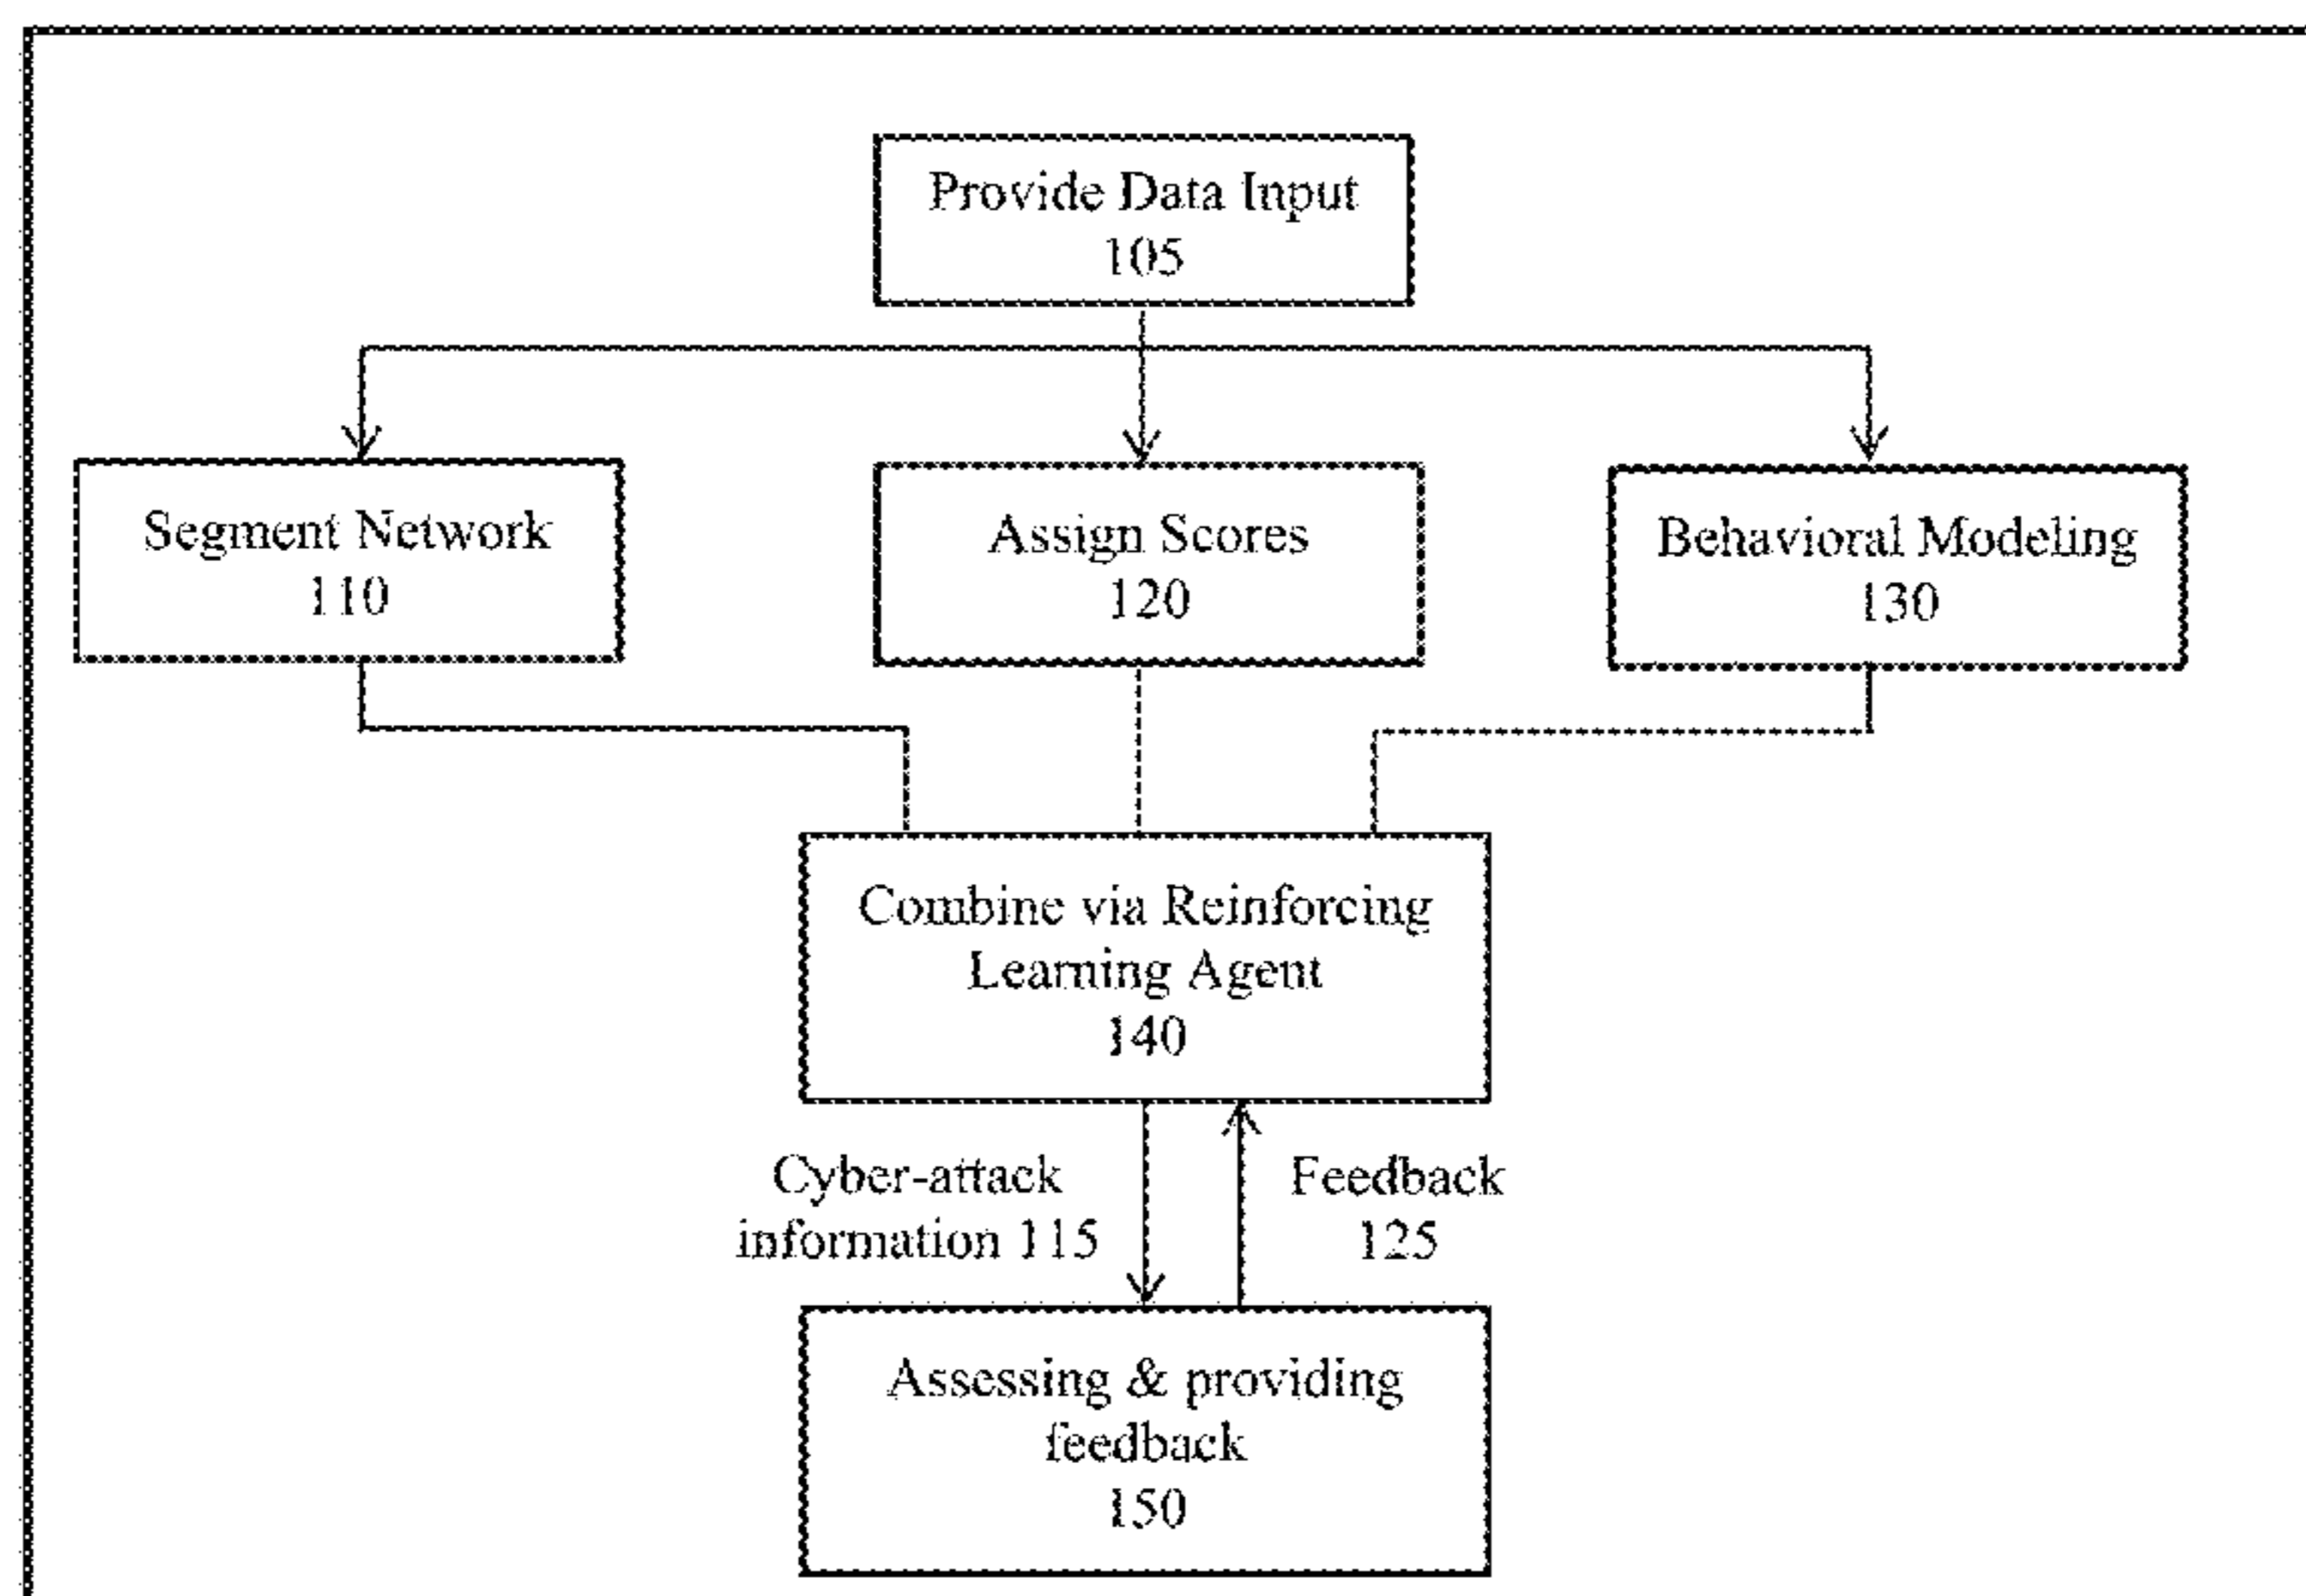 Provide Data Input
105
Segment Network
110
Assign Scores
120
Behavioral Modeling
130
Combine via Reinforcing
Learning Agent
140
Cyber-attack
information 115
Feedback
125
Assessing & providing
feedback
150